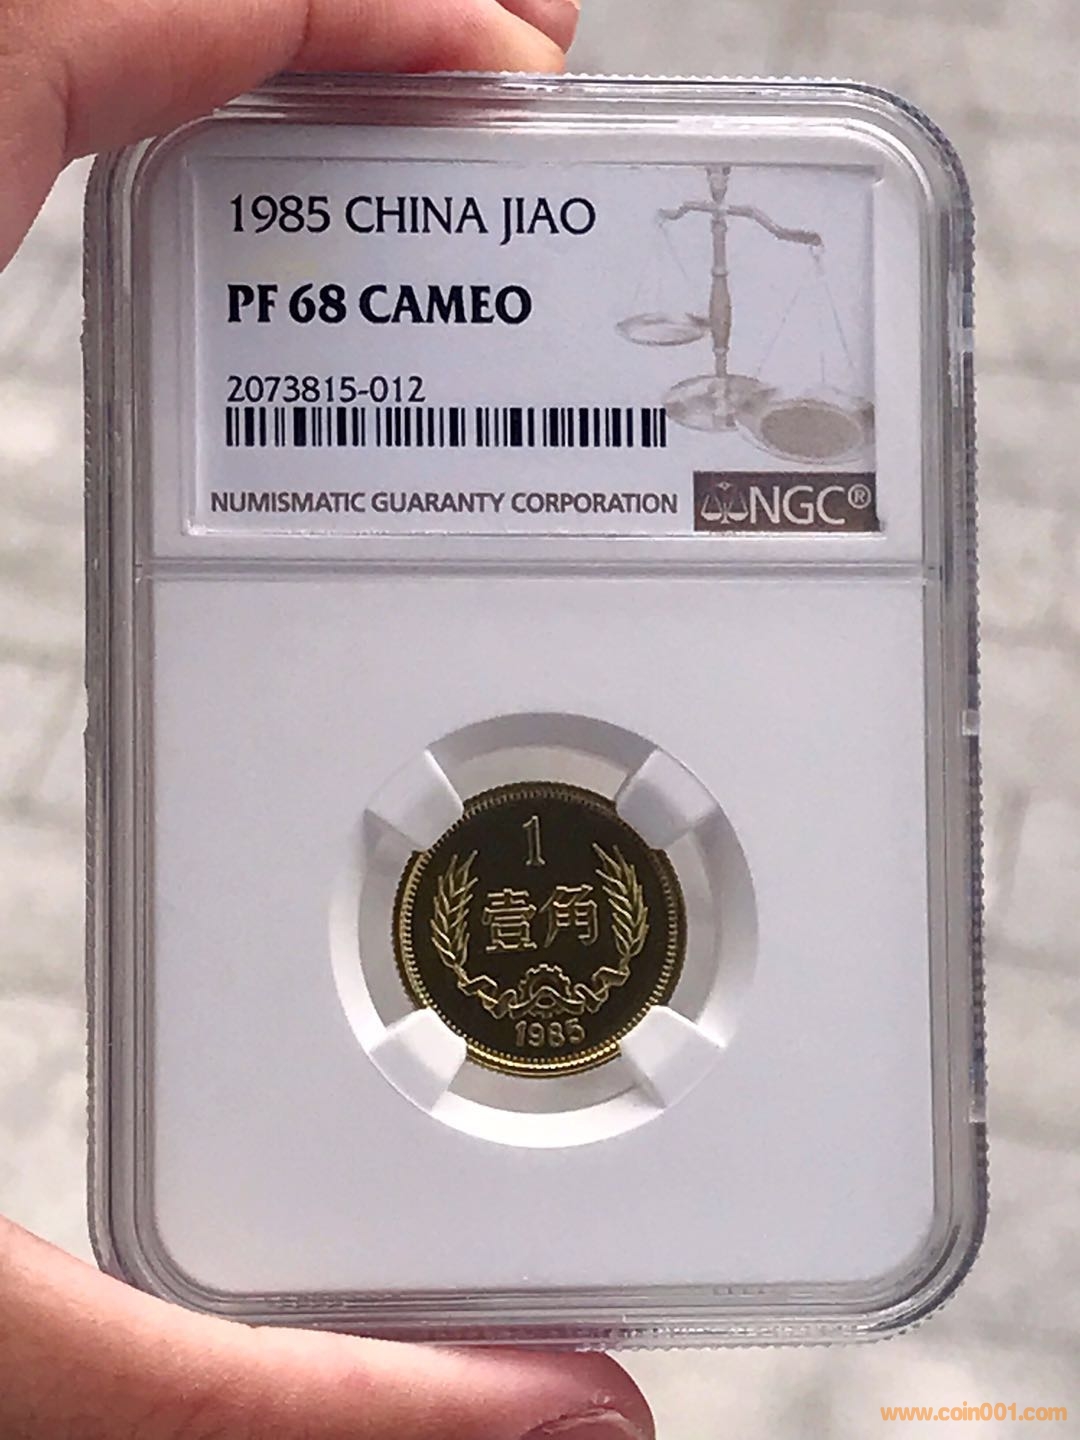 1985 CHINA JIAO
PF 68 CAMEO
2073815-012
NUMISMATIC GUARANTY CORPORATION
NGC®
1
壹角
1985
www.coin001.com